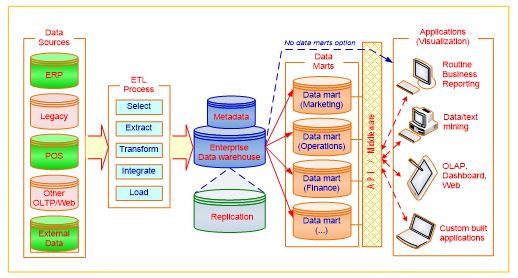 No data marts option
Data
Sources
ERP
Legacy
POS
Other
OLTP/Web
External
Data
ETL
Process
Select
Extract
Transform
Integrate
Load
Metadata
Enterprise
Data warehouse
Replication
Data
Marts
Data mart
(Marketing)
Data mart
(Operations)
Data mart
(Finance)
Data mart
(...)
API / Middleware
Applications
(Visualization)
Routine
Business
Reporting
Data/text
mining
OLAP,
Dashboard,
Web
Custom built
applications